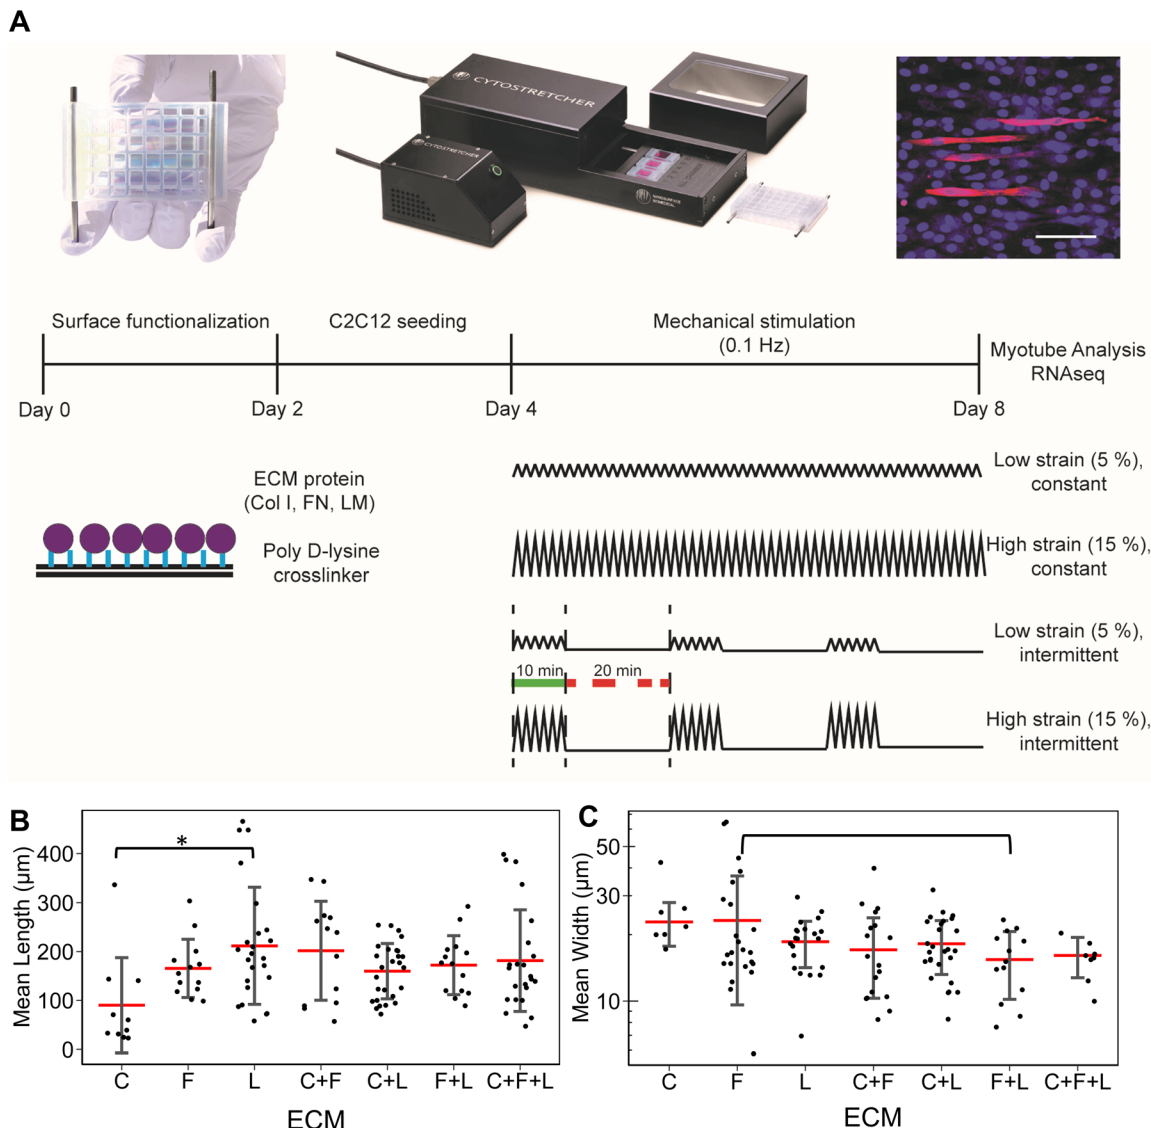 A
CYTOSTRETCHER
CYTOSTRETCHER
Surface functionalization
C2C12 seeding
Mechanical stimulation
(0.1 Hz)
Myotube Analysis
RNAseq
Day 0
Day 2
Day 4
Day 8
ECM protein
(Col I, FN, LM)
Poly D-lysine
crosslinker
Low strain (5 %),
constant
High strain (15 %),
constant
Low strain (5 %),
intermittent
10 min
20 min
High strain (15 %),
intermittent
B
Mean Length (µm)
400
300
200
100
0
*
C
F
L
C+F
C+L
F+L
C+F+L
ECM
C
Mean Width (µm)
50
30
10
C
F
L
C+F
C+L
F+L
C+F+L
ECM